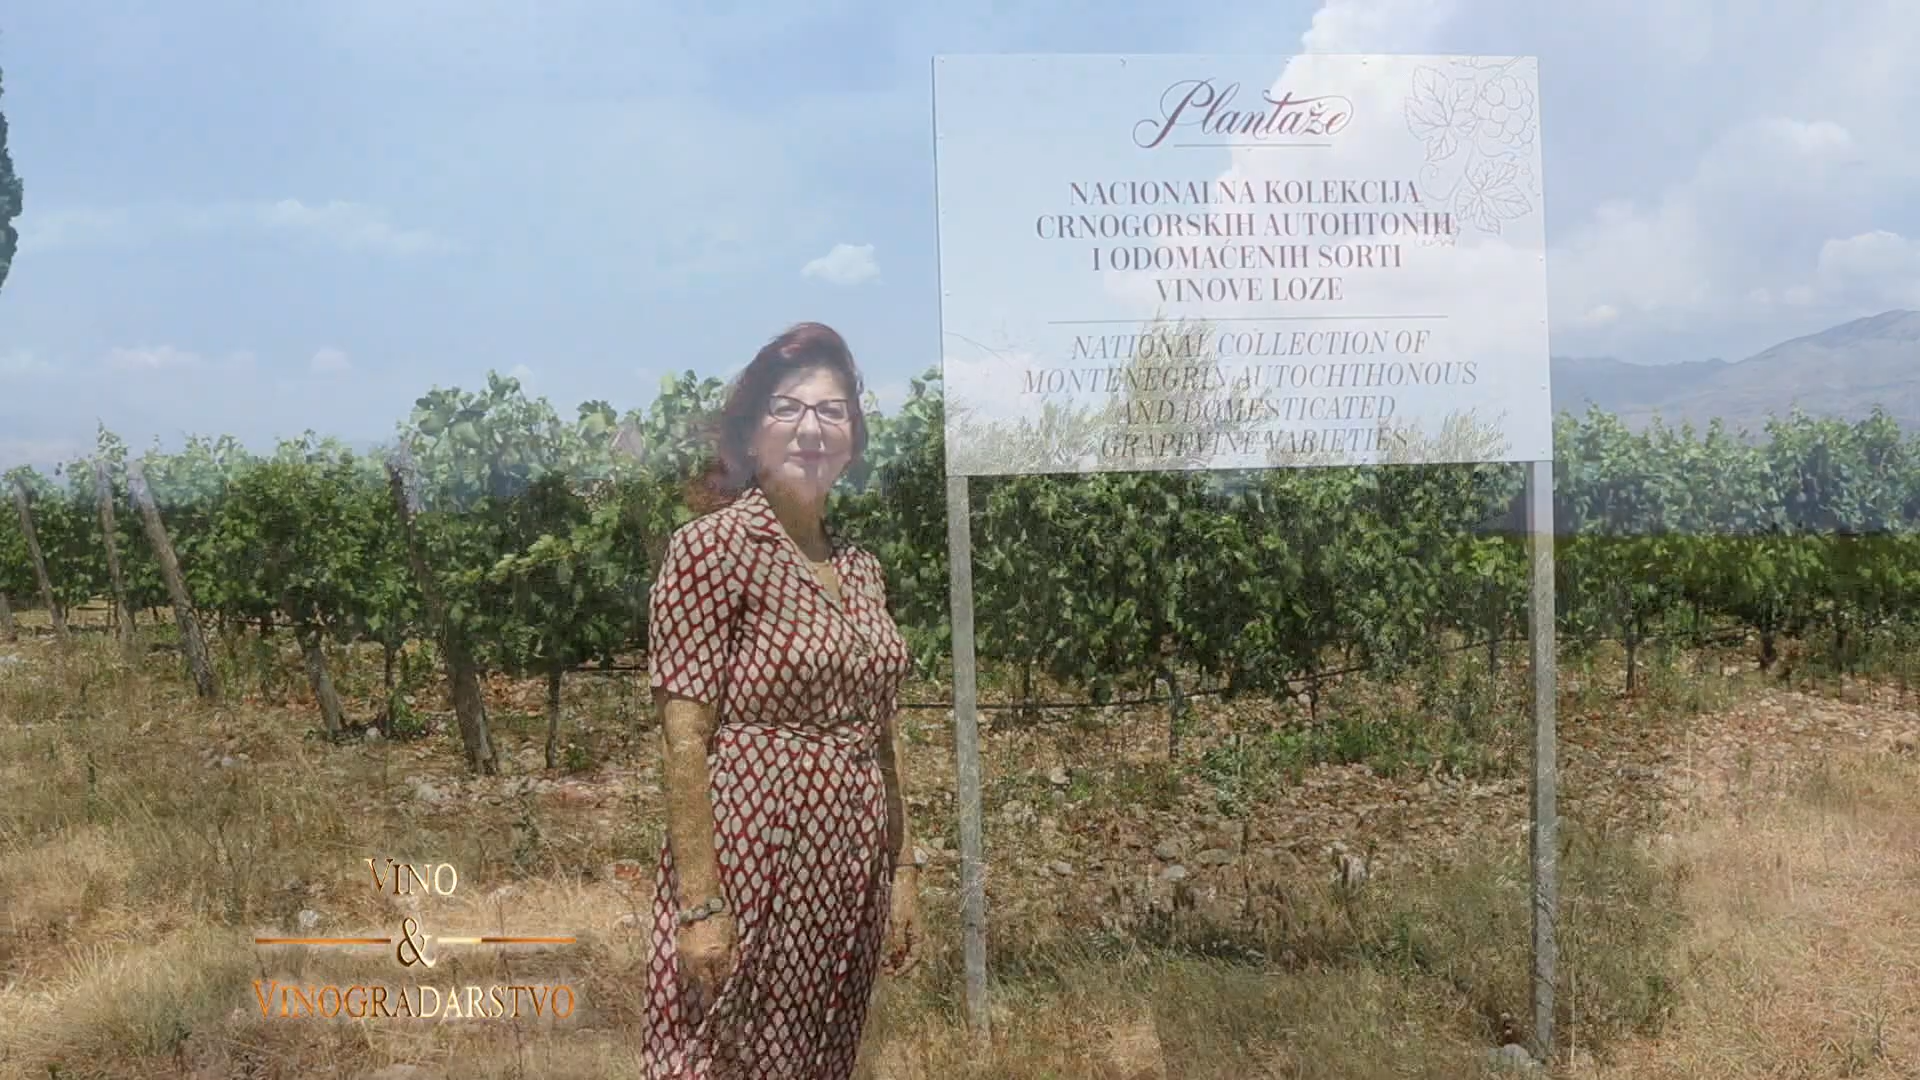 Plantaže
NACIONALNA KOLEKCIJA
CRNOGORSKIH AUTOHTONIH
I ODOMAĆENIH SORTI
VINOVE LOZE
NATIONAL COLLECTION OF
MONTENEGRIN AUTOCHTHONOUS
AND DOMESTICATED
GRAPEVINE VARIETIES
VINO
&
VINOGRADARSTVO